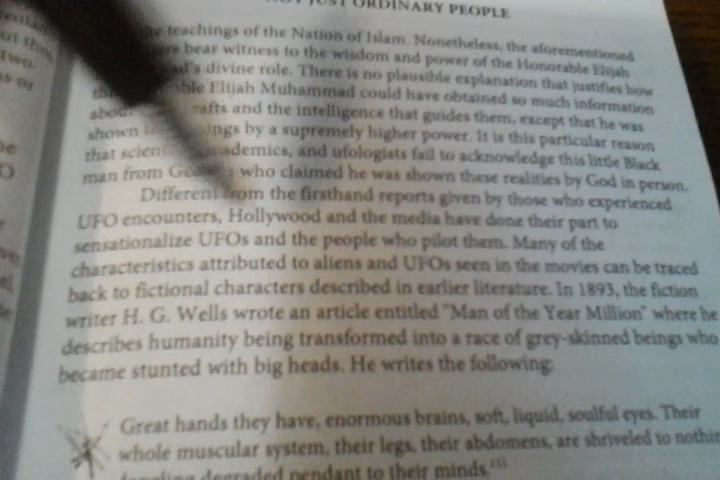 JUST ORDINARY PEOPLE
teachings of the Nation of Islam. Nonetheless, the aforementioned
bear witness to the wisdom and power of the Honorable Elijah
divine role. There is no plausible explanation that justifies how
Elijah Muhammad could have obtained so much information
and the intelligence that guides them, except that he was
shown by a supremely higher power. It is this particular reason
that and ufologists fail to acknowledge this little Black
man from who claimed he was shown these realities by God in person.
Different from the firsthand reports given by those who experienced
UFO encounters, Hollywood and the media have done their part to
sensationalize UFOs and the people who pilot them. Many of the
characteristics attributed to aliens and UFOs seen in the movies can be traced
back to fictional characters described in earlier literature. In 1893, the fiction
writer H. G. Wells wrote an article entitled "Man of the Year Million" where he
describes humanity being transformed into a race of grey-skinned beings who
became stunted with big heads. He writes the following:
Great hands they have, enormous brains, soft, liquid, soulful eyes. Their
whole muscular system, their legs, their abdomens, are shriveled to
degraded pendant to their minds."